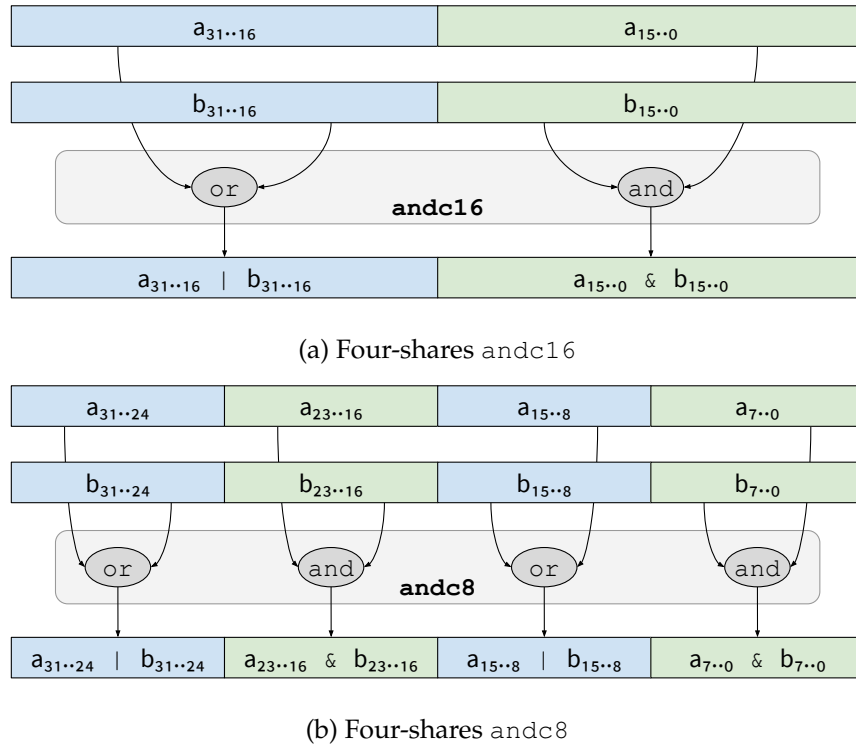 a₃₁..₁₆ a₁₅..₀
b₃₁..₁₆ b₁₅..₀
or and
andc16
a₃₁..₁₆ | b₃₁..₁₆ a₁₅..₀ & b₁₅..₀
(a) Four-shares andc16
a₃₁..₂₄ a₂₃..₁₆ a₁₅..₈ a₇..₀
b₃₁..₂₄ b₂₃..₁₆ b₁₅..₈ b₇..₀
or and or and
andc8
a₃₁..₂₄ | b₃₁..₂₄ a₂₃..₁₆ & b₂₃..₁₆ a₁₅..₈ | b₁₅..₈ a₇..₀ & b₇..₀
(b) Four-shares andc8